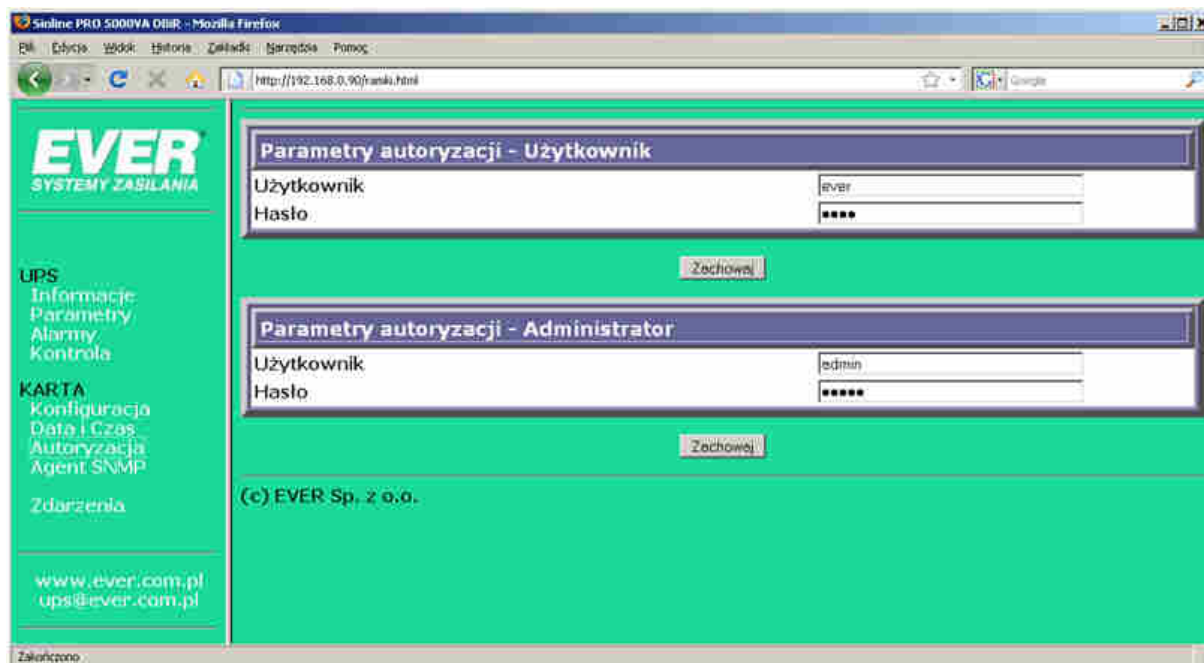 Sinline PRO 5000VA OBiR - Mozilla Firefox
Plik Edycja Widok Historia Zakładki Narzędzia Pomoc
http://192.168.0.90/ramki.html
Google
EVER
SYSTEMY ZASILANIA
UPS
Informacje
Parametry
Alarmy
Kontrola
KARTA
Konfiguracja
Data i Czas
Autoryzacja
Agent SNMP
Zdarzenia
www.ever.com.pl
ups@ever.com.pl
Parametry autoryzacji - Użytkownik
Użytkownik ever
Hasło ••••
Zachowaj
Parametry autoryzacji - Administrator
Użytkownik admin
Hasło •••••
Zachowaj
(c) EVER Sp. z o.o.
Zakończono